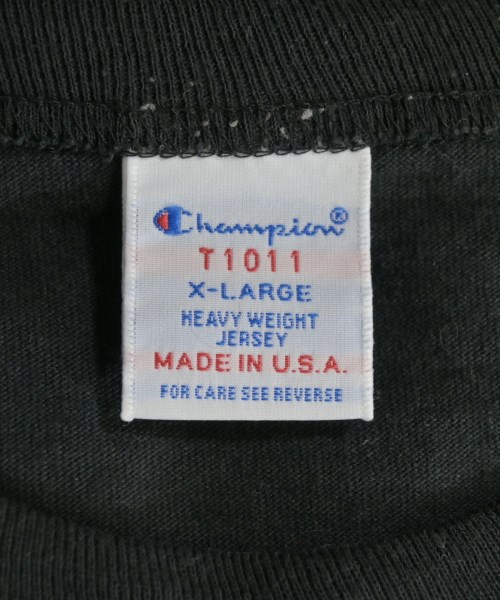 Champion®
T1011
X-LARGE
HEAVY WEIGHT
JERSEY
MADE IN U.S.A.
FOR CARE SEE REVERSE